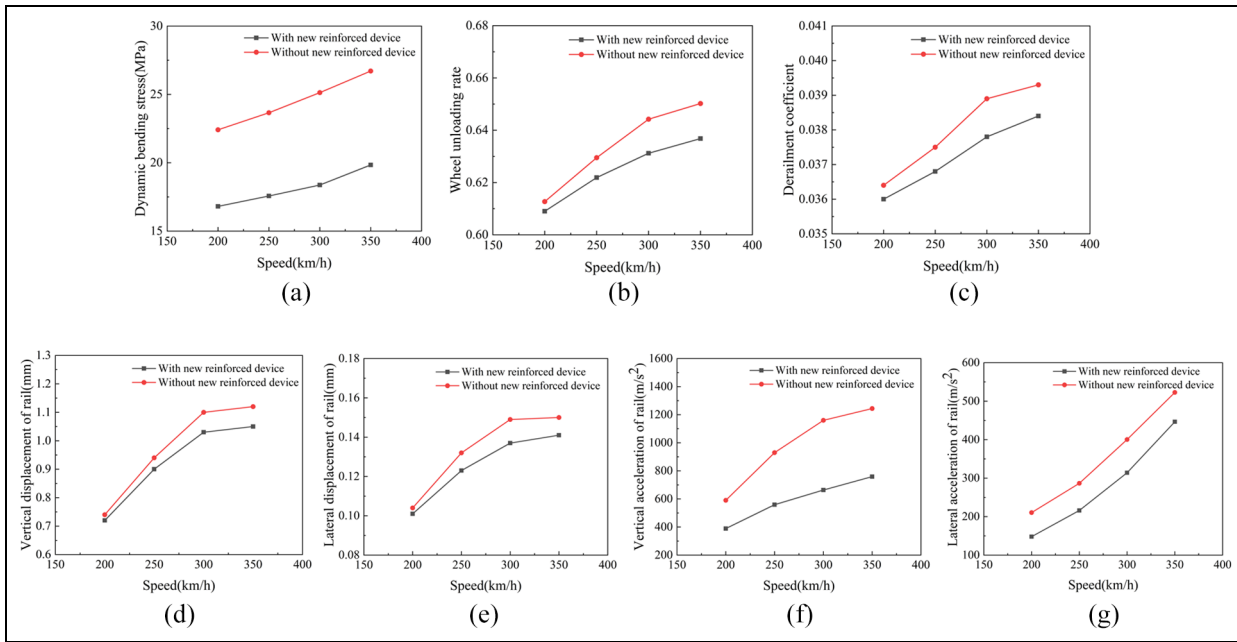 30
25
20
15
Dynamic bending stress(MPa)
With new reinforced device
Without new reinforced device
150 200 250 300 350 400
Speed(km/h)
(a)
0.68
0.66
0.64
0.62
0.60
Wheel unloading rate
With new reinforced device
Without new reinforced device
150 200 250 300 350 400
Speed(km/h)
(b)
0.041
0.040
0.039
0.038
0.037
0.036
0.035
Derailment coefficient
With new reinforced device
Without new reinforced device
150 200 250 300 350 400
Speed(km/h)
(c)
1.3
1.2
1.1
1.0
0.9
0.8
0.7
0.6
Vertical displacement of rail(mm)
With new reinforced device
Without new reinforced device
150 200 250 300 350 400
Speed(km/h)
(d)
0.18
0.16
0.14
0.12
0.10
0.08
Lateral displacement of rail(mm)
With new reinforced device
Without new reinforced device
150 200 250 300 350 400
Speed(km/h)
(e)
1600
1400
1200
1000
800
600
400
200
Vertical acceleration of rail(m/s²)
With new reinforced device
Without new reinforced device
150 200 250 300 350 400
Speed(km/h)
(f)
600
500
400
300
200
100
Lateral acceleration of rail(m/s²)
With new reinforced device
Without new reinforced device
150 200 250 300 350 400
Speed(km/h)
(g)